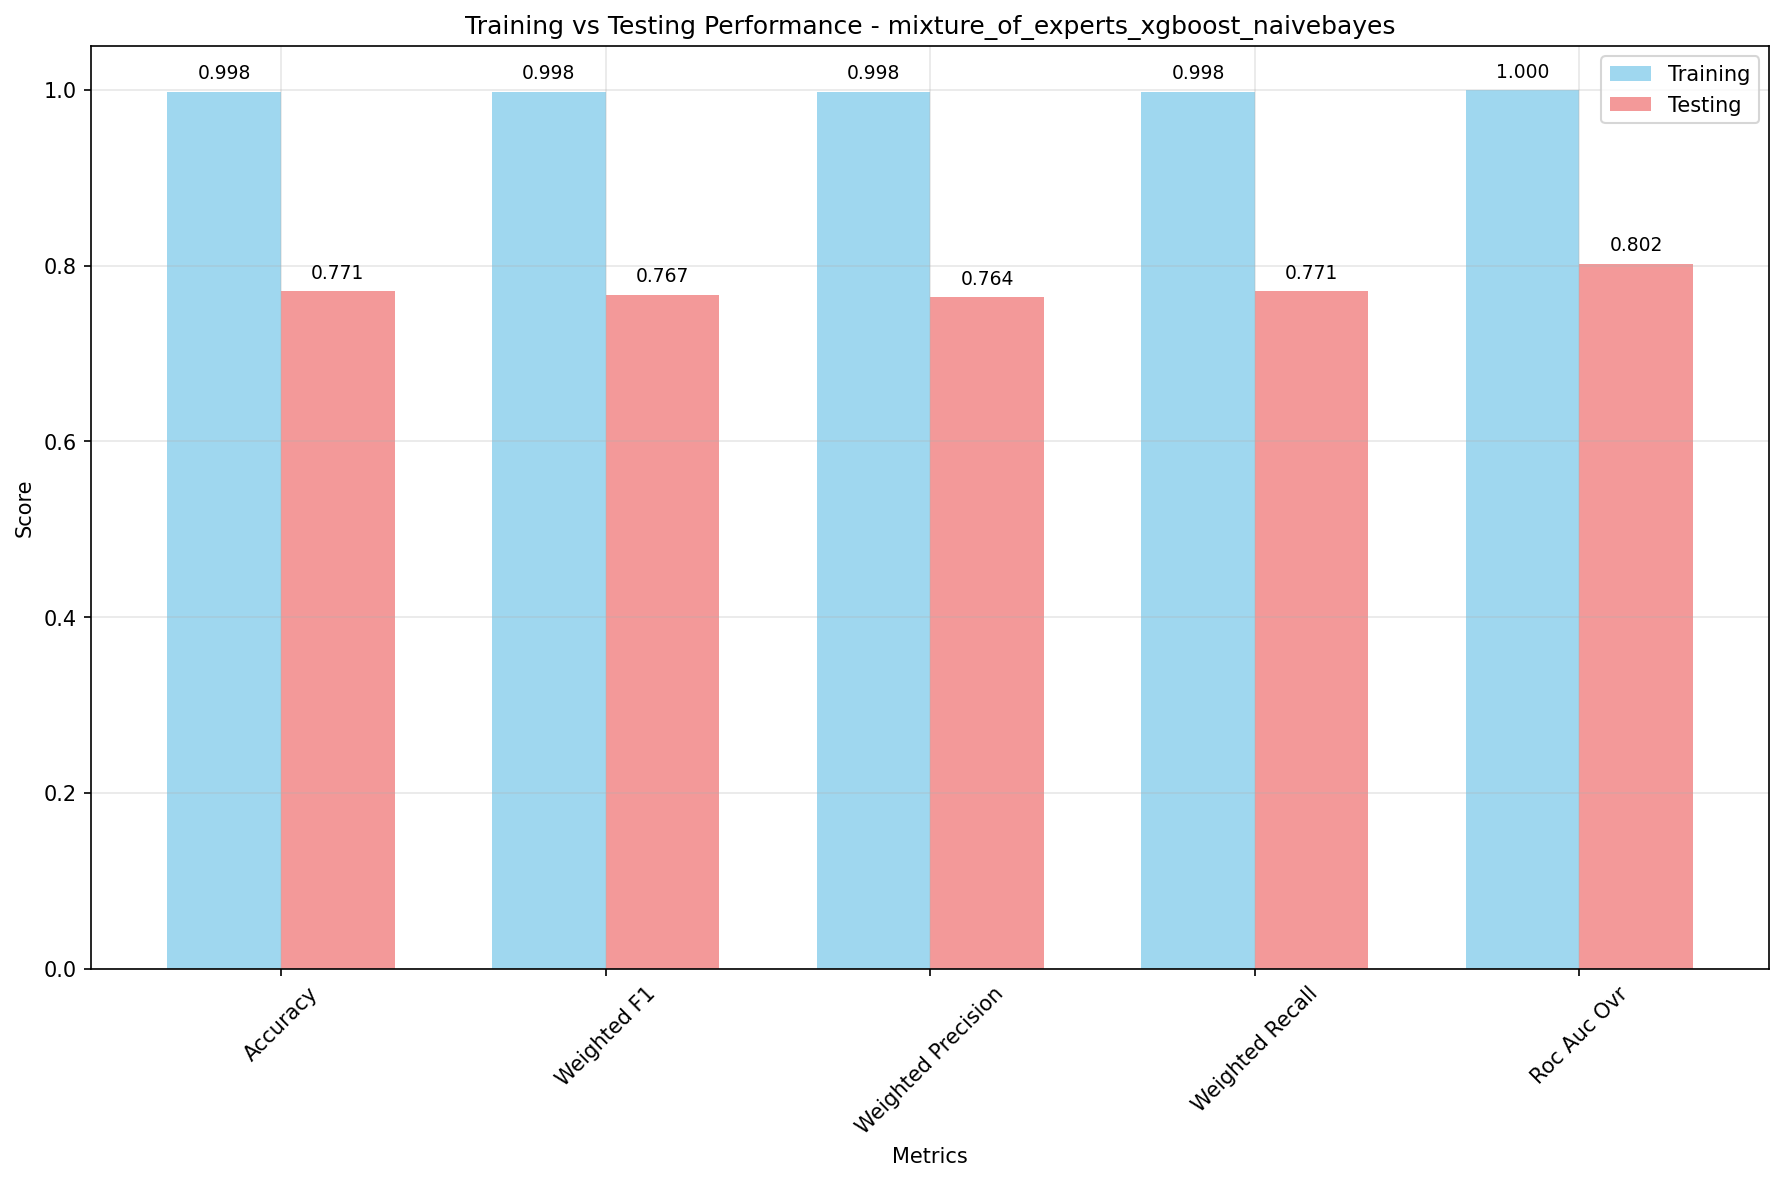 Training vs Testing Performance - mixture_of_experts_xgboost_naivebayes
Training
Testing
0.998
0.998
0.998
0.998
1.000
0.771
0.767
0.764
0.771
0.802
Score
1.0
0.8
0.6
0.4
0.2
0.0
Accuracy
Weighted F1
Weighted Precision
Weighted Recall
Roc Auc Ovr
Metrics